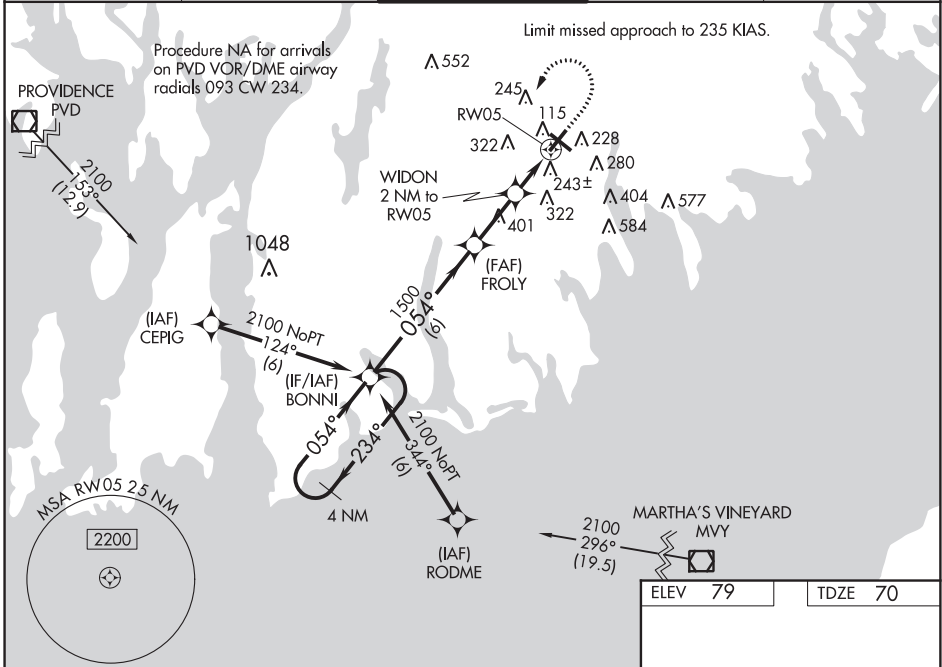 Limit missed approach to 235 KIAS.
Procedure NA for arrivals
on PVD VOR/DME airway
radials 093 CW 234.
552
PROVIDENCE
PVD
2100
153°
(12.9)
245
115
RW05
322
228
280
243±
WIDON
2 NM to
RW05
322
404
577
401
584
1048
(FAF)
FROLY
1500
054°
(6)
(IAF)
CEPIG
2100 NoPT
124°
(6)
(IF/IAF)
BONNI
054°
234°
2100 NoPT
344°
(6)
4 NM
MSA RW05 25 NM
2200
(IAF)
RODME
2100
296°
(19.5)
MARTHA'S VINEYARD
MVY
ELEV 79
TDZE 70